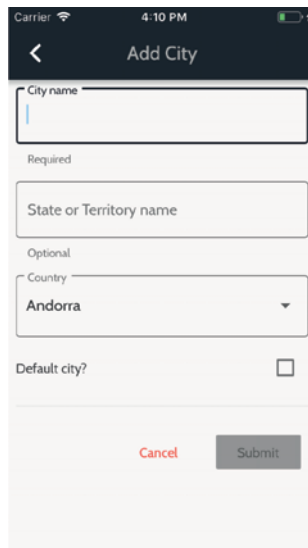 Carrier 4:10 PM
Add City
City name
Required
State or Territory name
Optional
Country
Andorra
Default city?
Cancel Submit